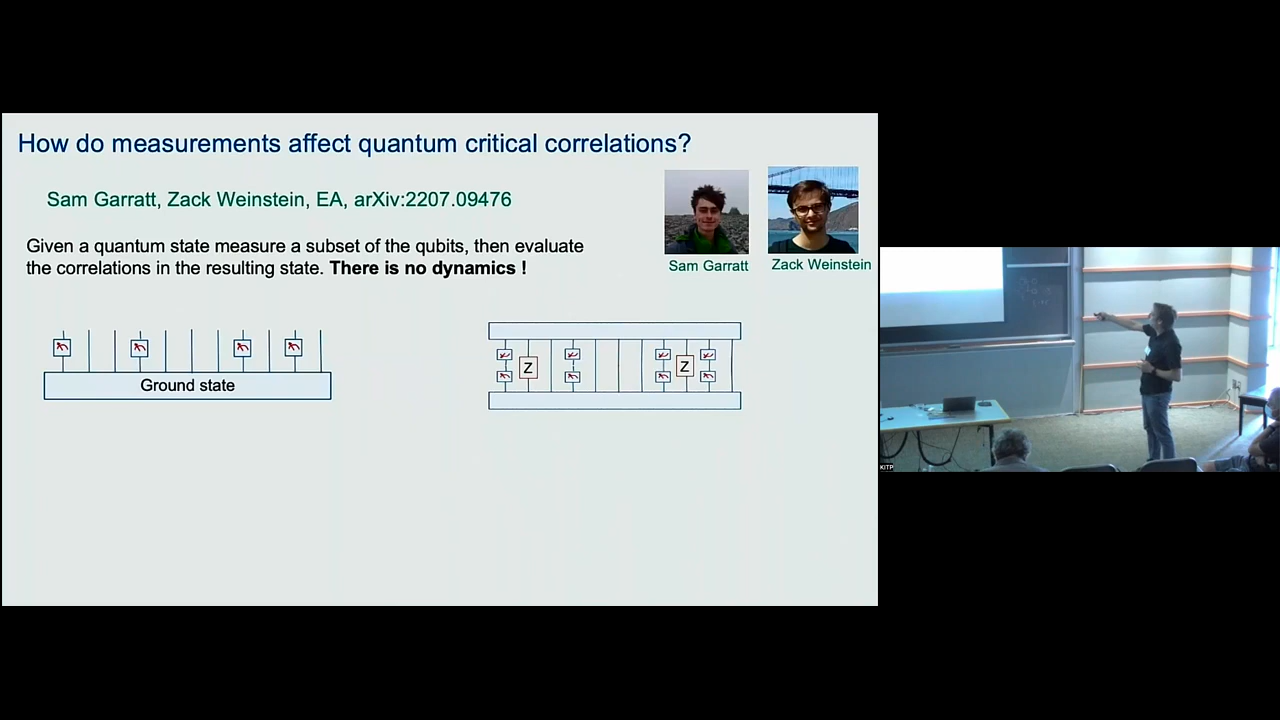 How do measurements affect quantum critical correlations?
Sam Garratt, Zack Weinstein, EA, arXiv:2207.09476
Given a quantum state measure a subset of the qubits, then evaluate
the correlations in the resulting state. There is no dynamics !
Sam Garratt
Zack Weinstein
Ground state
Z
Z
KITP